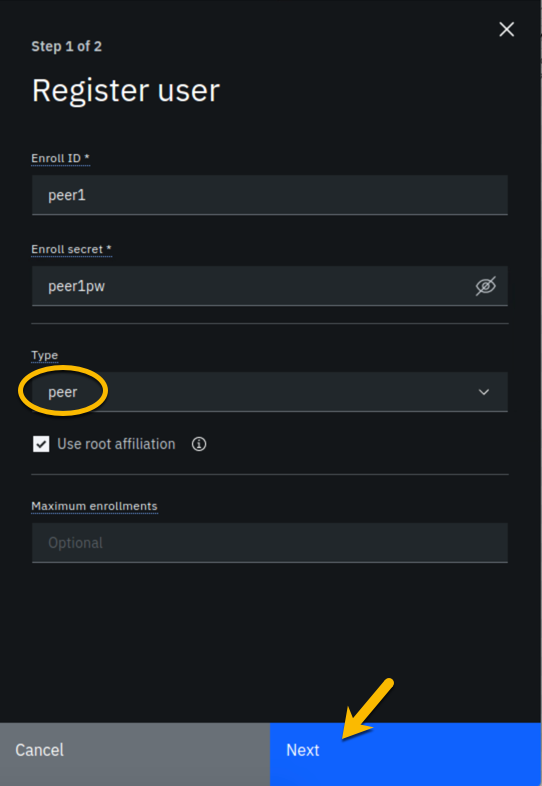 Step 1 of 2
Register user
Enroll ID *
peer1
Enroll secret *
peer1pw
Type
peer
Use root affiliation
Maximum enrollments
Optional
Cancel
Next